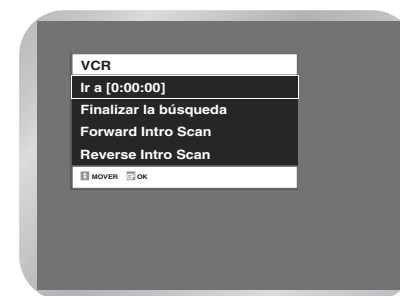 VCR
Ir a [0:00:00]
Finalizar la búsqueda
Forward Intro Scan
Reverse Intro Scan
MOVER OK